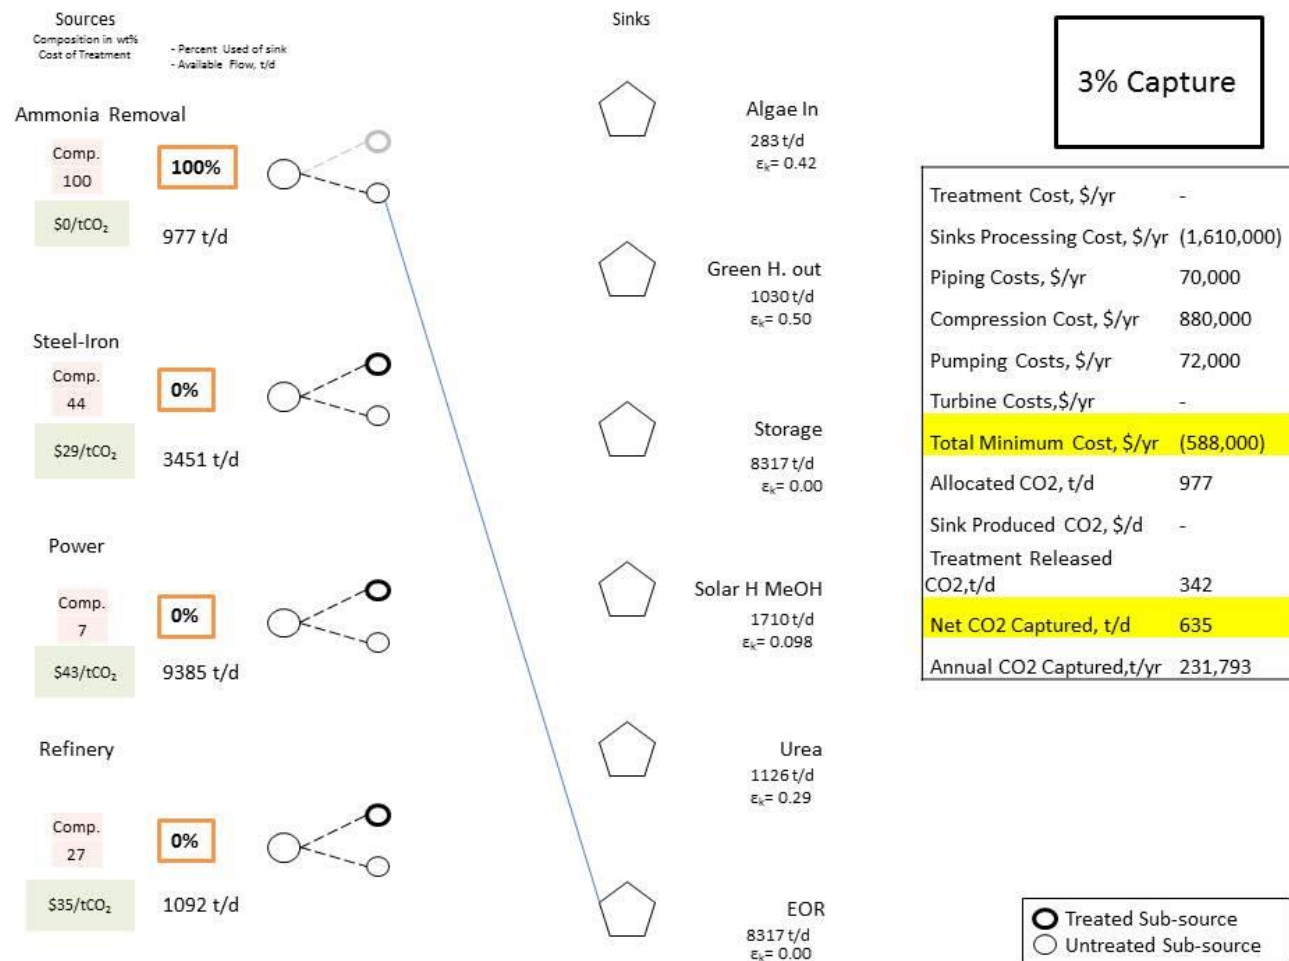 Sources
Composition in wt%
Cost of Treatment
- Percent Used of sink
- Available Flow, t/d
Sinks
3% Capture
Ammonia Removal
Comp.
100
100%
$0/tCO₂
977 t/d
Steel-Iron
Comp.
44
0%
$29/tCO₂
3451 t/d
Power
Comp.
7
0%
$43/tCO₂
9385 t/d
Refinery
Comp.
27
0%
$35/tCO₂
1092 t/d
Algae In
283 t/d
εₖ= 0.42
Green H. out
1030 t/d
εₖ= 0.50
Storage
8317 t/d
εₖ= 0.00
Solar H MeOH
1710 t/d
εₖ= 0.098
Urea
1126 t/d
εₖ= 0.29
EOR
8317 t/d
εₖ= 0.00
Treatment Cost, $/yr -
Sinks Processing Cost, $/yr (1,610,000)
Piping Costs, $/yr 70,000
Compression Cost, $/yr 880,000
Pumping Costs, $/yr 72,000
Turbine Costs,$/yr -
Total Minimum Cost, $/yr (588,000)
Allocated CO2, t/d 977
Sink Produced CO2, $/d -
Treatment Released
CO2,t/d 342
Net CO2 Captured, t/d 635
Annual CO2 Captured,t/yr 231,793
Treated Sub-source
Untreated Sub-source